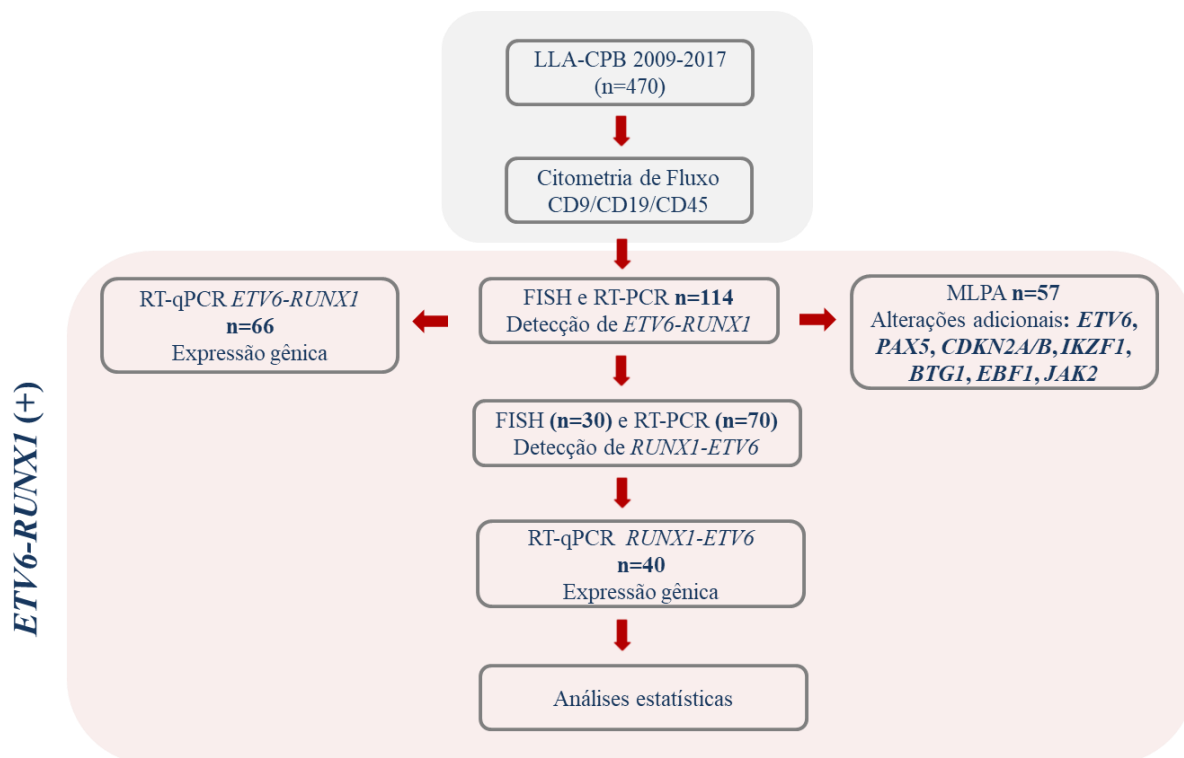 LLA-CPB 2009-2017
(n=470)
Citometria de Fluxo
CD9/CD19/CD45
RT-qPCR ETV6-RUNX1
n=66
Expressão gênica
FISH e RT-PCR n=114
Detecção de ETV6-RUNX1
MLPA n=57
Alterações adicionais: ETV6,
PAX5, CDKN2A/B, IKZF1,
BTG1, EBF1, JAK2
FISH (n=30) e RT-PCR (n=70)
Detecção de RUNX1-ETV6
RT-qPCR RUNX1-ETV6
n=40
Expressão gênica
Análises estatísticas
ETV6-RUNX1 (+)